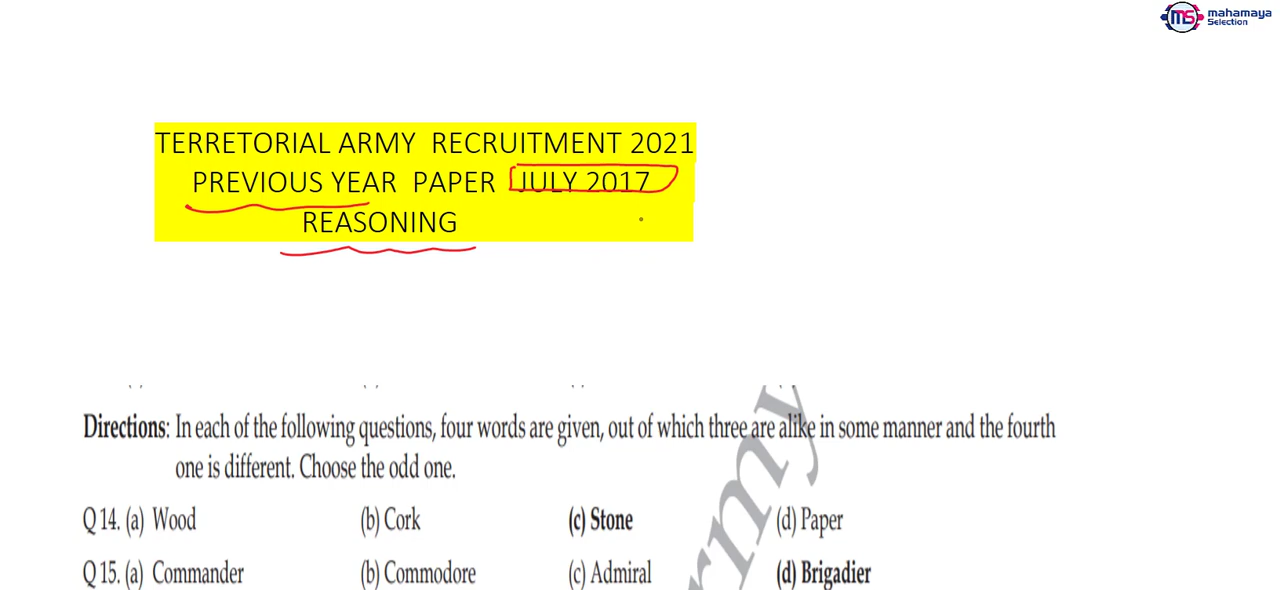 mahamaya
Selection
TERRETORIAL ARMY RECRUITMENT 2021
PREVIOUS YEAR PAPER JULY 2017
REASONING
Directions: In each of the following questions, four words are given, out of which three are alike in some manner and the fourth
one is different. Choose the odd one.
Q 14. (a) Wood (b) Cork (c) Stone (d) Paper
Q 15. (a) Commander (b) Commodore (c) Admiral (d) Brigadier
rmy